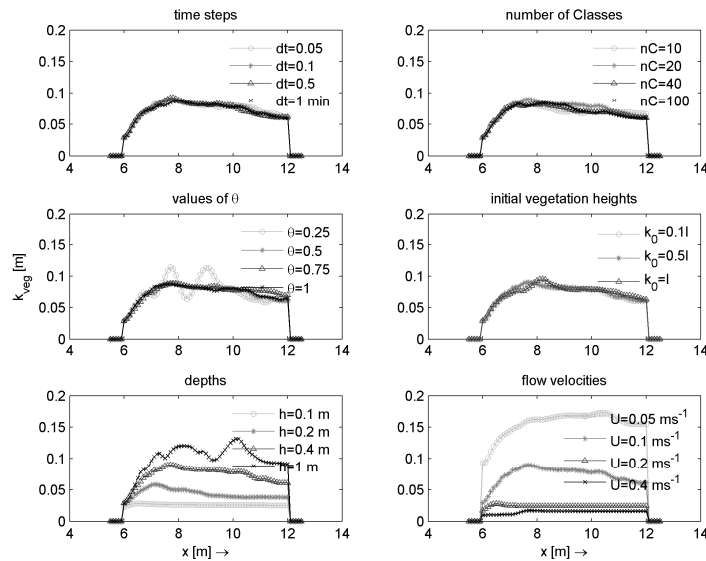 time steps
0.2
0.15
0.1
0.05
0
4 6 8 10 12 14
dt=0.05
dt=0.1
dt=0.5
dt=1 min
number of Classes
0.2
0.15
0.1
0.05
0
4 6 8 10 12 14
nC=10
nC=20
nC=40
nC=100
values of θ
k_veg [m]
0.2
0.15
0.1
0.05
0
4 6 8 10 12 14
θ=0.25
θ=0.5
θ=0.75
θ=1
initial vegetation heights
0.2
0.15
0.1
0.05
0
4 6 8 10 12 14
k_0=0.1l
k_0=0.5l
k_0=l
depths
0.2
0.15
0.1
0.05
0
4 6 8 10 12 14
h=0.1 m
h=0.2 m
h=0.4 m
h=1 m
x [m] →
flow velocities
0.2
0.15
0.1
0.05
0
4 6 8 10 12 14
U=0.05 ms⁻¹
U=0.1 ms⁻¹
U=0.2 ms⁻¹
U=0.4 ms⁻¹
x [m] →